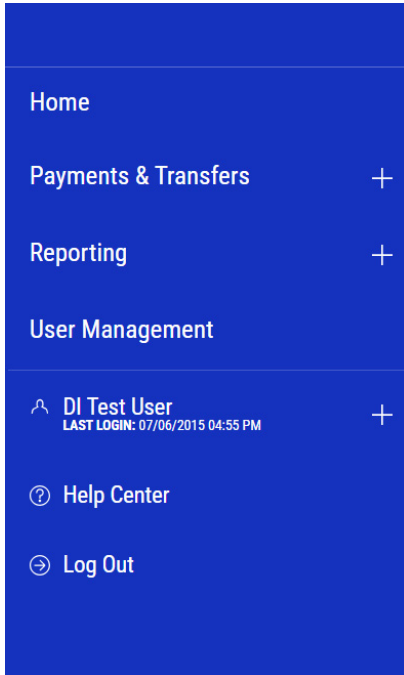 Home
Payments & Transfers
Reporting
User Management
DI Test User
LAST LOGIN: 07/06/2015 04:55 PM
Help Center
Log Out